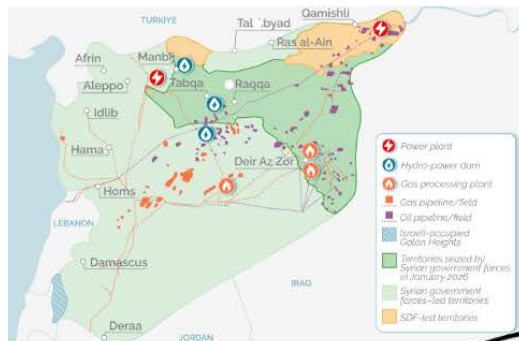 TURKIYE
Qamishli
Tal `.byad
Ras al-Ain
Manbij
Afrin
Tabqa
Raqqa
Aleppo
Idlib
Hama
Deir Az Zor
Homs
LEBANON
Damascus
IRAQ
Deraa
JORDAN
Power plant
Hydro-power dam
Gas processing plant
Gas pipeline/field
Oil pipeline/field
Israeli-occupied
Golan Heights
Territories seized by
Syrian government forces
in January 2026
Syrian government
forces-led territories
SDF-led territories